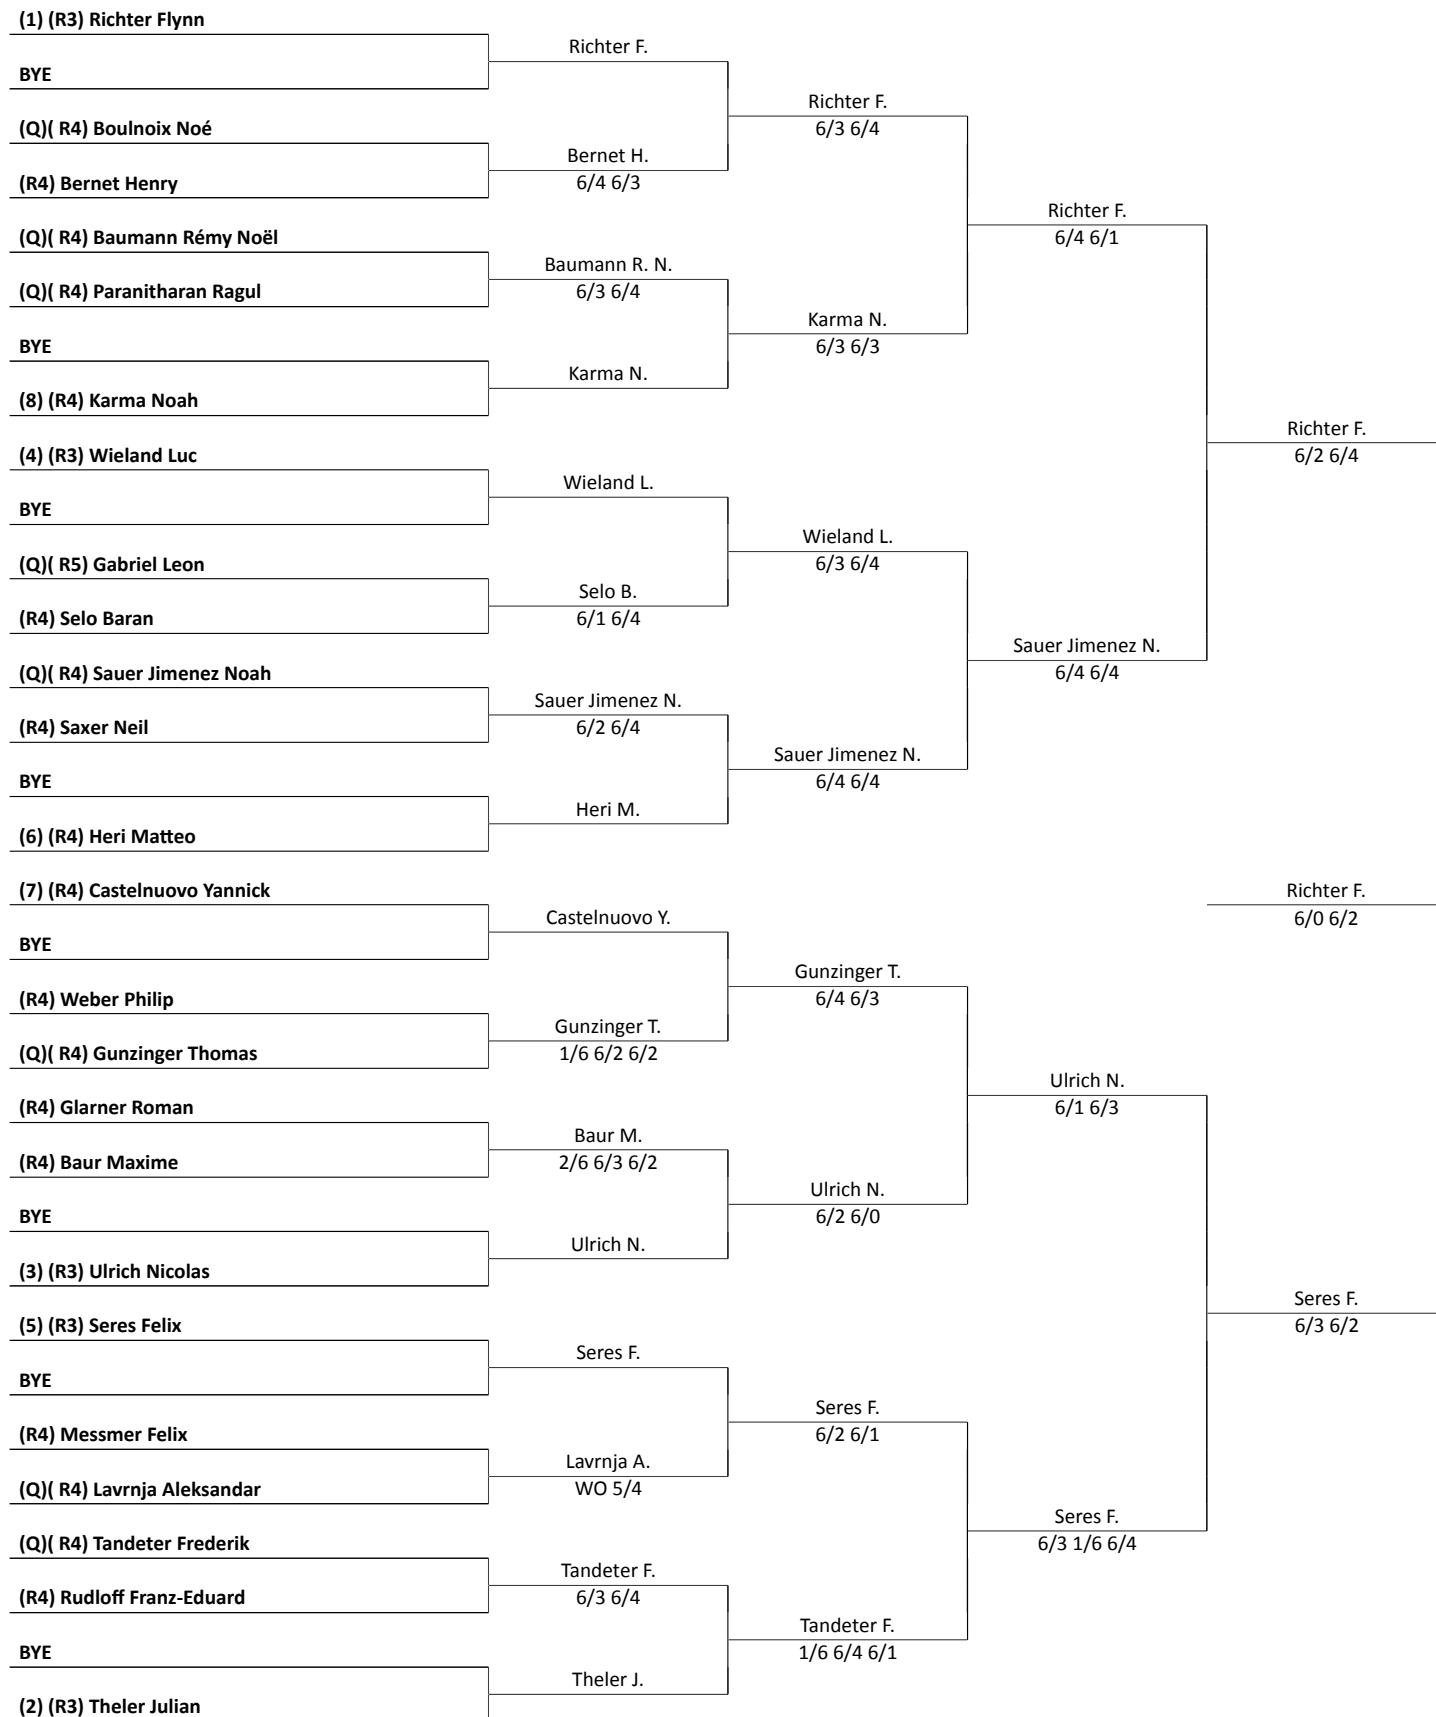 (1) (R3) Richter Flynn
BYE
(Q)( R4) Boulnoix Noé
(R4) Bernet Henry
(Q)( R4) Baumann Rémy Noël
(Q)( R4) Paranitharan Ragul
BYE
(8) (R4) Karma Noah
(4) (R3) Wieland Luc
BYE
(Q)( R5) Gabriel Leon
(R4) Selo Baran
(Q)( R4) Sauer Jimenez Noah
(R4) Saxer Neil
BYE
(6) (R4) Heri Matteo
(7) (R4) Castelnuovo Yannick
BYE
(R4) Weber Philip
(Q)( R4) Gunzinger Thomas
(R4) Glarner Roman
(R4) Baur Maxime
BYE
(3) (R3) Ulrich Nicolas
(5) (R3) Seres Felix
BYE
(R4) Messmer Felix
(Q)( R4) Lavrnja Aleksandar
(Q)( R4) Tandeter Frederik
(R4) Rudloff Franz-Eduard
BYE
(2) (R3) Theler Julian
Richter F.
Bernet H.
6/4 6/3
Baumann R. N.
6/3 6/4
Karma N.
Wieland L.
Selo B.
6/1 6/4
Sauer Jimenez N.
6/2 6/4
Heri M.
Castelnuovo Y.
Gunzinger T.
1/6 6/2 6/2
Baur M.
2/6 6/3 6/2
Ulrich N.
Seres F.
Lavrnja A.
WO 5/4
Tandeter F.
6/3 6/4
Theler J.
Richter F.
6/3 6/4
Karma N.
6/3 6/3
Wieland L.
6/3 6/4
Sauer Jimenez N.
6/4 6/4
Gunzinger T.
6/4 6/3
Ulrich N.
6/2 6/0
Seres F.
6/2 6/1
Tandeter F.
1/6 6/4 6/1
Richter F.
6/4 6/1
Sauer Jimenez N.
6/4 6/4
Ulrich N.
6/1 6/3
Seres F.
6/3 1/6 6/4
Richter F.
6/2 6/4
Richter F.
6/0 6/2
Seres F.
6/3 6/2